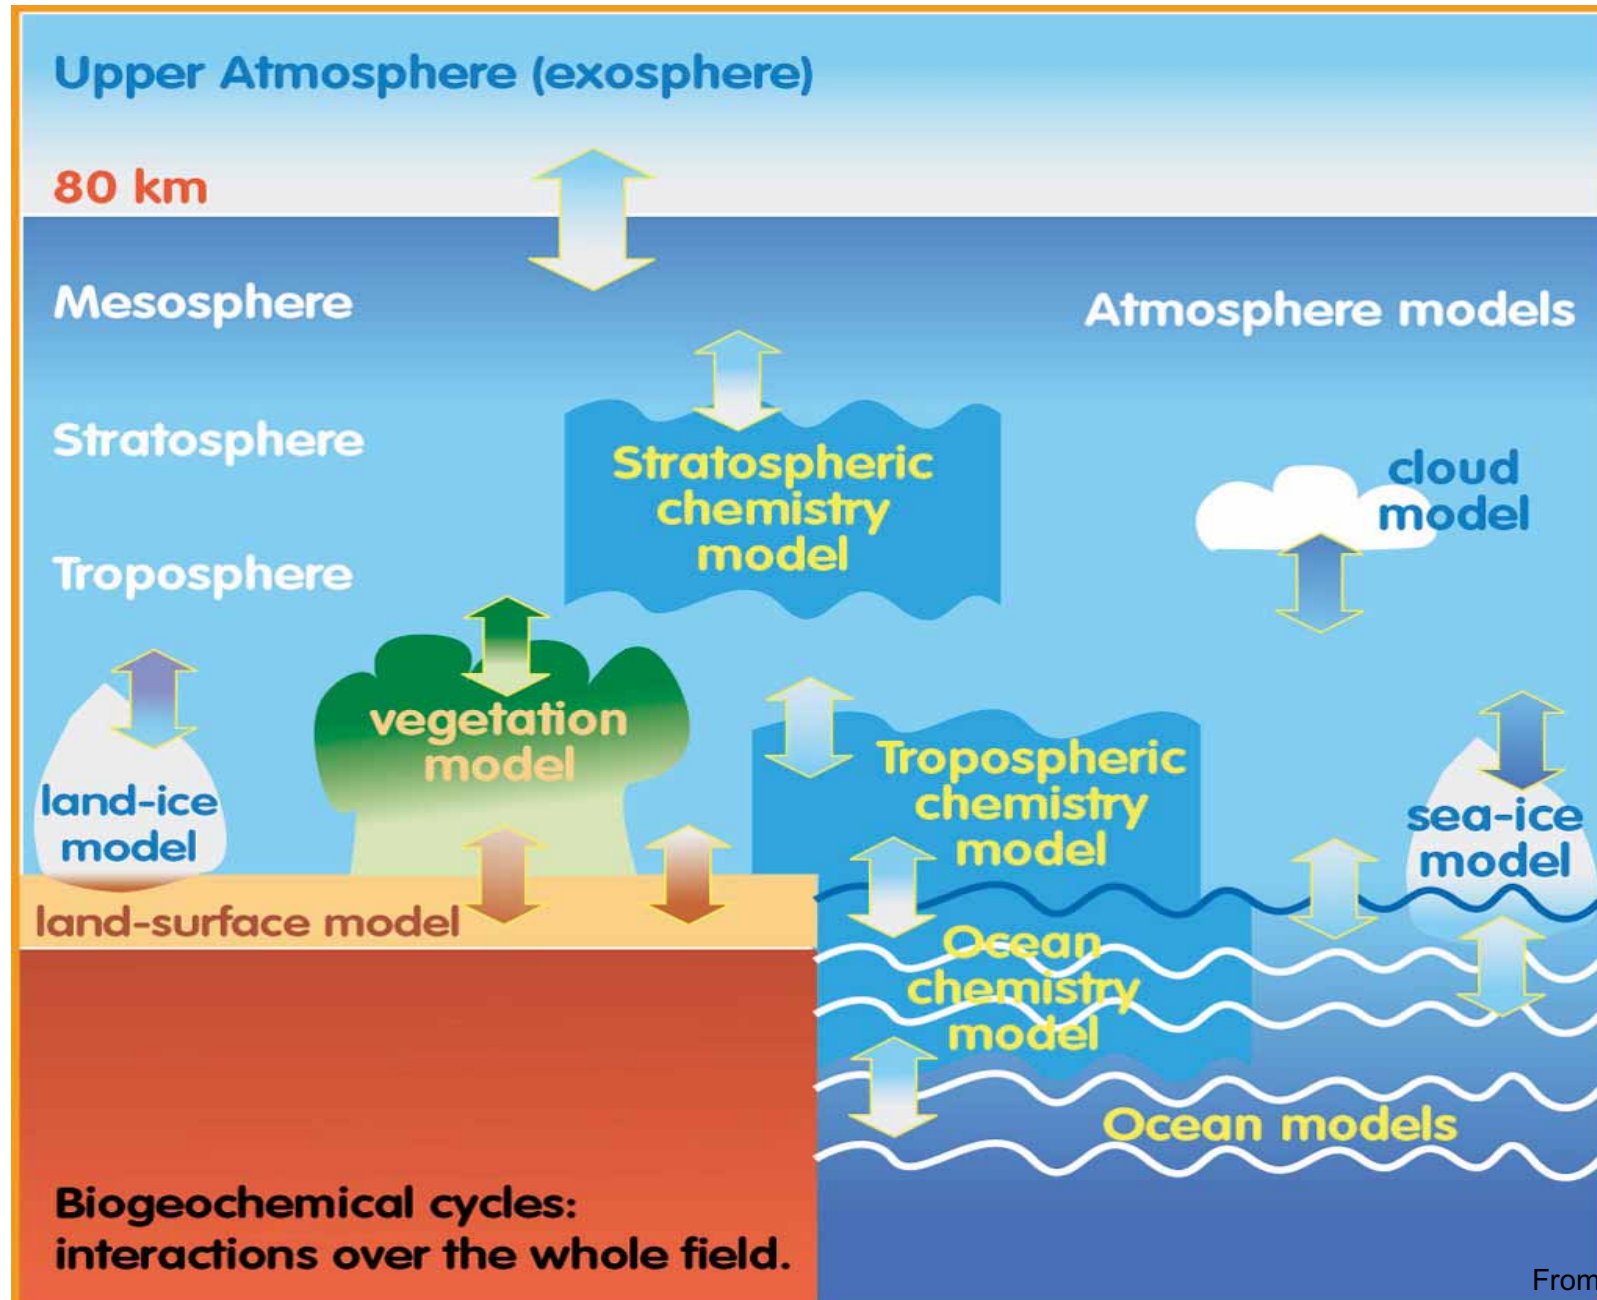 Upper Atmosphere (exosphere)
80 km
Mesosphere
Atmosphere models
Stratosphere
Stratospheric
chemistry
model
cloud
model
Troposphere
vegetation
model
Tropospheric
chemistry
model
land-ice
model
sea-ice
model
land-surface model
Ocean
chemistry
model
Ocean models
Biogeochemical cycles:
interactions over the whole field.
From